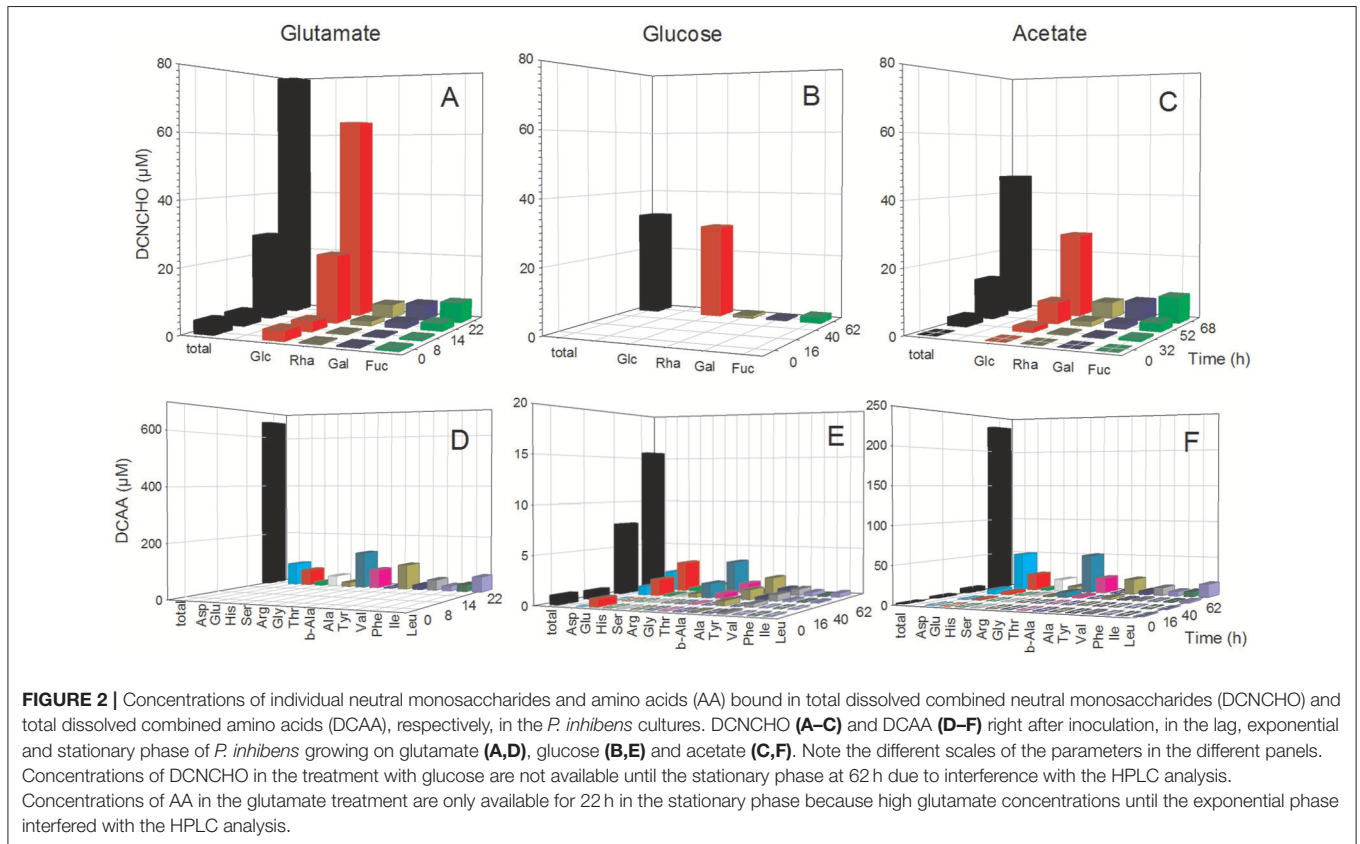 Glutamate
Glucose
Acetate
A
DCNCHO (µM)
80
60
40
20
0
total
Glc
Rha
Gal
Fuc
0
8
14
22
B
80
60
40
20
0
total
Glc
Rha
Gal
Fuc
0
16
40
62
C
80
60
40
20
0
total
Glc
Rha
Gal
Fuc
0
32
52
68
Time (h)
D
DCAA (µM)
600
400
200
0
total
Asp
Glu
His
Ser
Arg
Gly
Thr
b-Ala
Ala
Tyr
Val
Phe
Ile
Leu
0
8
14
22
E
20
15
10
5
0
total
Asp
Glu
His
Ser
Arg
Gly
Thr
b-Ala
Ala
Tyr
Val
Phe
Ile
Leu
0
16
40
62
F
250
200
150
100
50
0
total
Asp
Glu
His
Ser
Arg
Gly
Thr
b-Ala
Ala
Tyr
Val
Phe
Ile
Leu
0
16
40
62
Time (h)
FIGURE 2 | Concentrations of individual neutral monosaccharides and amino acids (AA) bound in total dissolved combined neutral monosaccharides (DCNCHO) and
total dissolved combined amino acids (DCAA), respectively, in the P. inhibens cultures. DCNCHO (A–C) and DCAA (D–F) right after inoculation, in the lag, exponential
and stationary phase of P. inhibens growing on glutamate (A,D), glucose (B,E) and acetate (C,F). Note the different scales of the parameters in the different panels.
Concentrations of DCNCHO in the treatment with glucose are not available until the stationary phase at 62 h due to interference with the HPLC analysis.
Concentrations of AA in the glutamate treatment are only available for 22 h in the stationary phase because high glutamate concentrations until the exponential phase
interfered with the HPLC analysis.